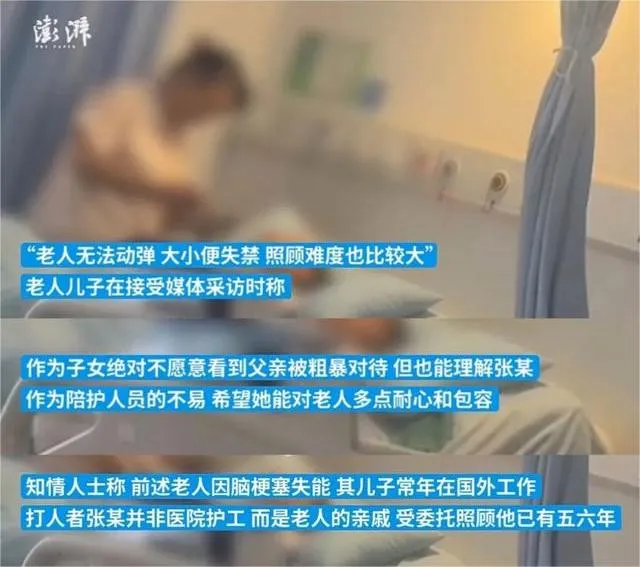 澎湃
THE PAPER
“老人无法动弹 大小便失禁 照顾难度也比较大”
老人儿子在接受媒体采访时称
作为子女绝对不愿意看到父亲被粗暴对待 但也能理解张某
作为陪护人员的不易 希望她能对老人多点耐心和包容
知情人士称 前述老人因脑梗塞失能 其儿子常年在国外工作
打人者张某并非医院护工 而是老人的亲戚 受委托照顾他已有五六年